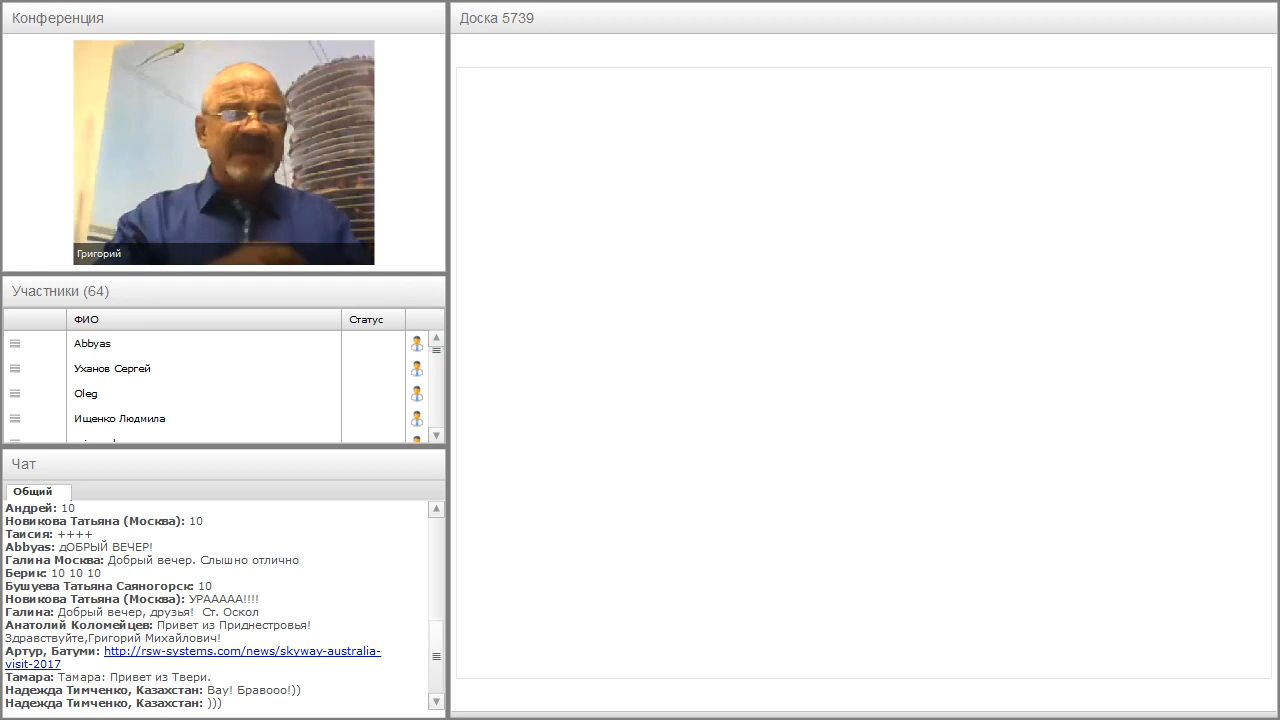 Конференция
Григорий
Участники (64)
ФИО Статус
Abbyas
Уханов Сергей
Oleg
Ищенко Людмила
Чат
Общий
Андрей: 10
Новикова Татьяна (Москва): 10
Таисия: ++++
Abbyas: дОБРЫЙ ВЕЧЕР!
Галина Москва: Добрый вечер. Слышно отлично
Берик: 10 10 10
Бушуева Татьяна Саяногорск: 10
Новикова Татьяна (Москва): УРААААА!!!!
Галина: Добрый вечер, друзья!  Ст. Оскол
Анатолий Коломейцев: Привет из Приднестровья!
Здравствуйте,Григорий Михайлович!
Артур, Батуми: http://rsw-systems.com/news/skyway-australia-
visit-2017
Тамара: Тамара: Привет из Твери.
Надежда Тимченко, Казахстан: Вау! Бравооо!))
Надежда Тимченко, Казахстан: )))
Доска 5739